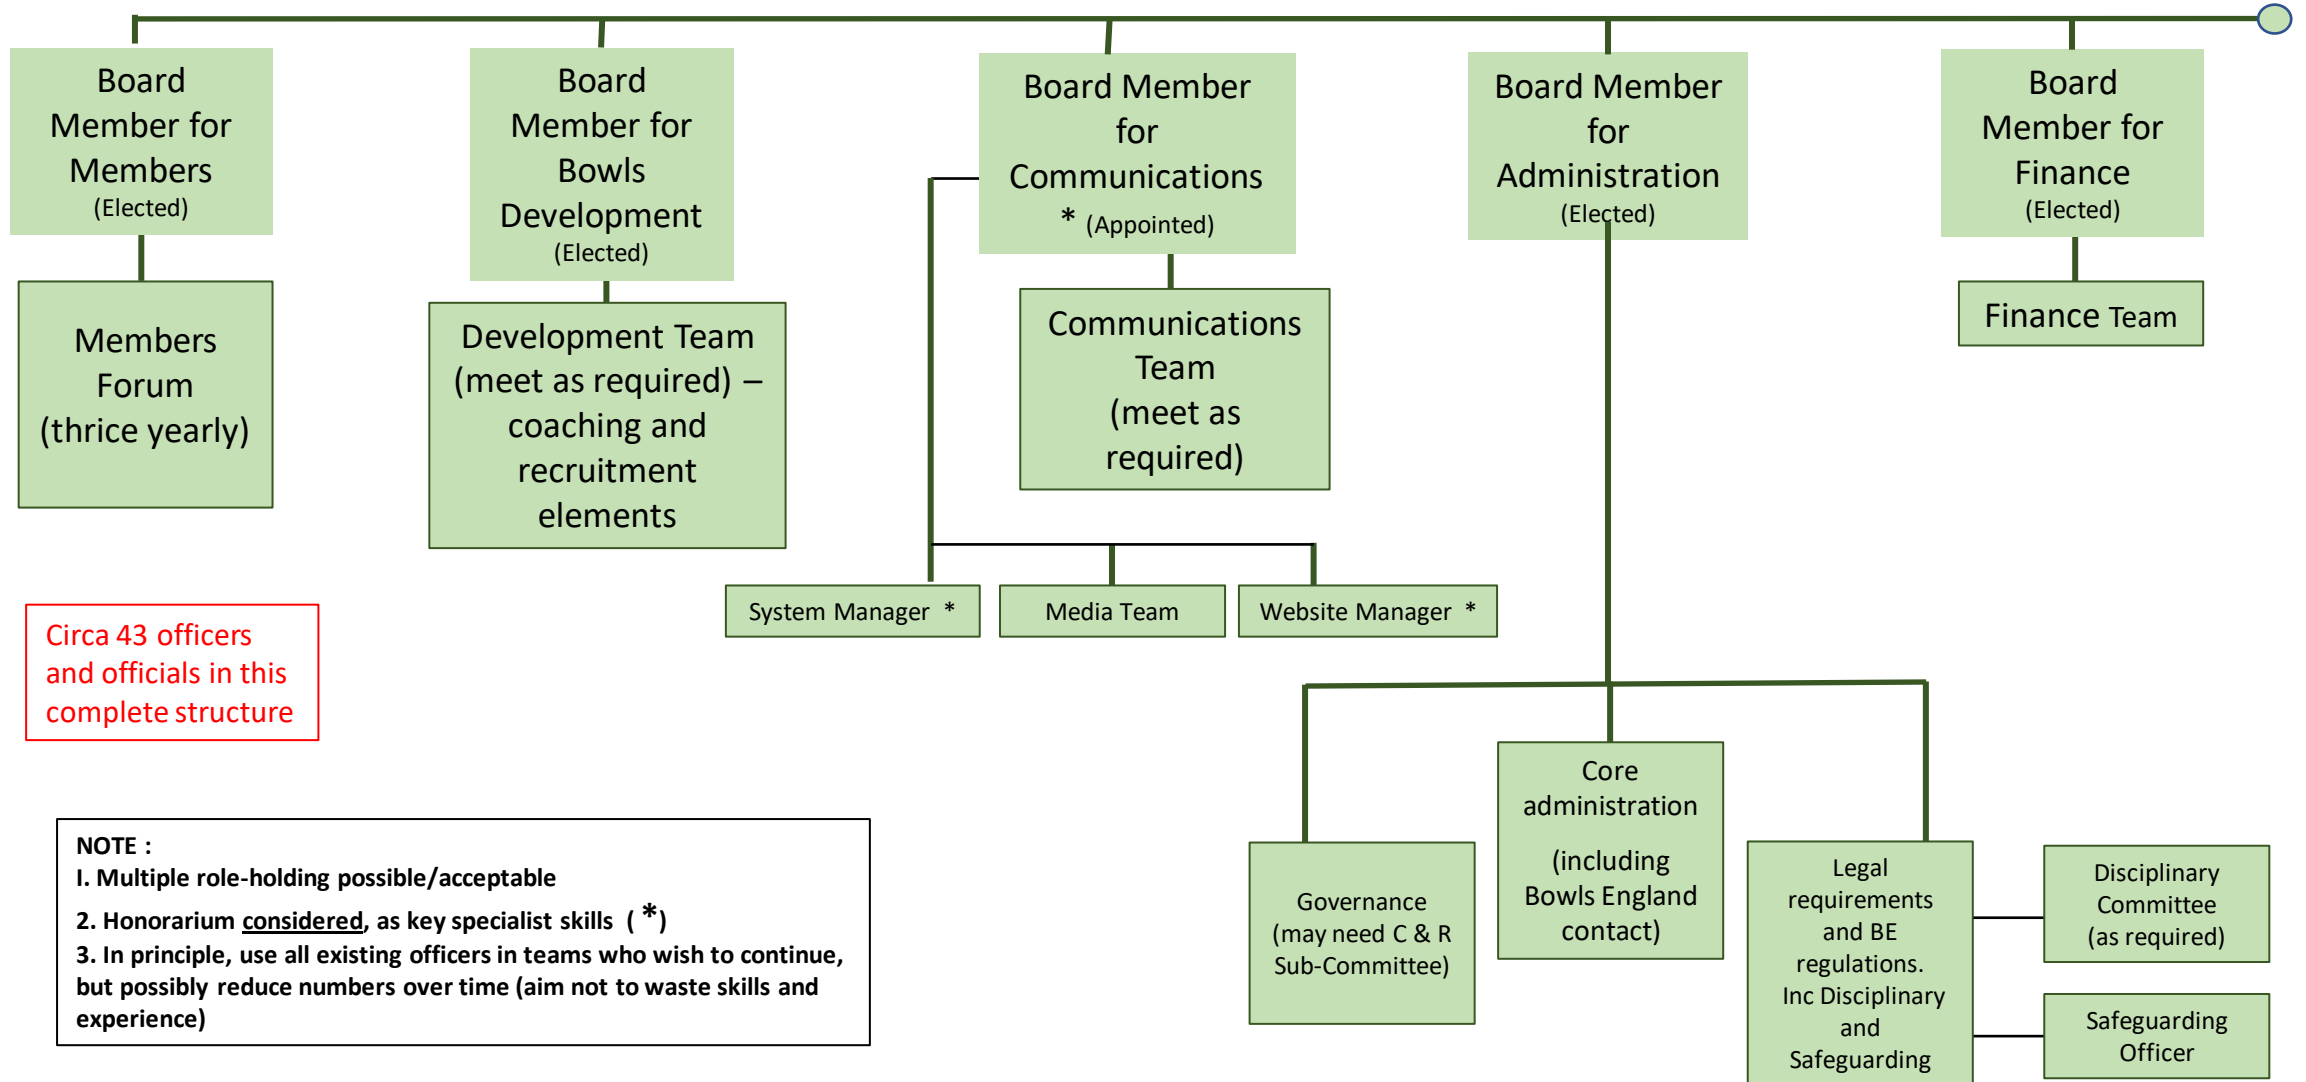 Board
Member for
Members
(Elected)
Members
Forum
(thrice yearly)
Board
Member for
Bowls
Development
(Elected)
Development Team
(meet as required) –
coaching and
recruitment
elements
Board Member
for
Communications
* (Appointed)
Communications
Team
(meet as
required)
System Manager *
Media Team
Website Manager *
Board Member
for
Administration
(Elected)
Governance
(may need C & R
Sub-Committee)
Core
administration
(including
Bowls England
contact)
Legal
requirements
and BE
regulations.
Inc Disciplinary
and
Safeguarding
Disciplinary
Committee
(as required)
Safeguarding
Officer
Board
Member for
Finance
(Elected)
Finance Team
Circa 43 officers
and officials in this
complete structure
NOTE :
I. Multiple role-holding possible/acceptable
2. Honorarium considered, as key specialist skills ( *)
3. In principle, use all existing officers in teams who wish to continue,
but possibly reduce numbers over time (aim not to waste skills and
experience)